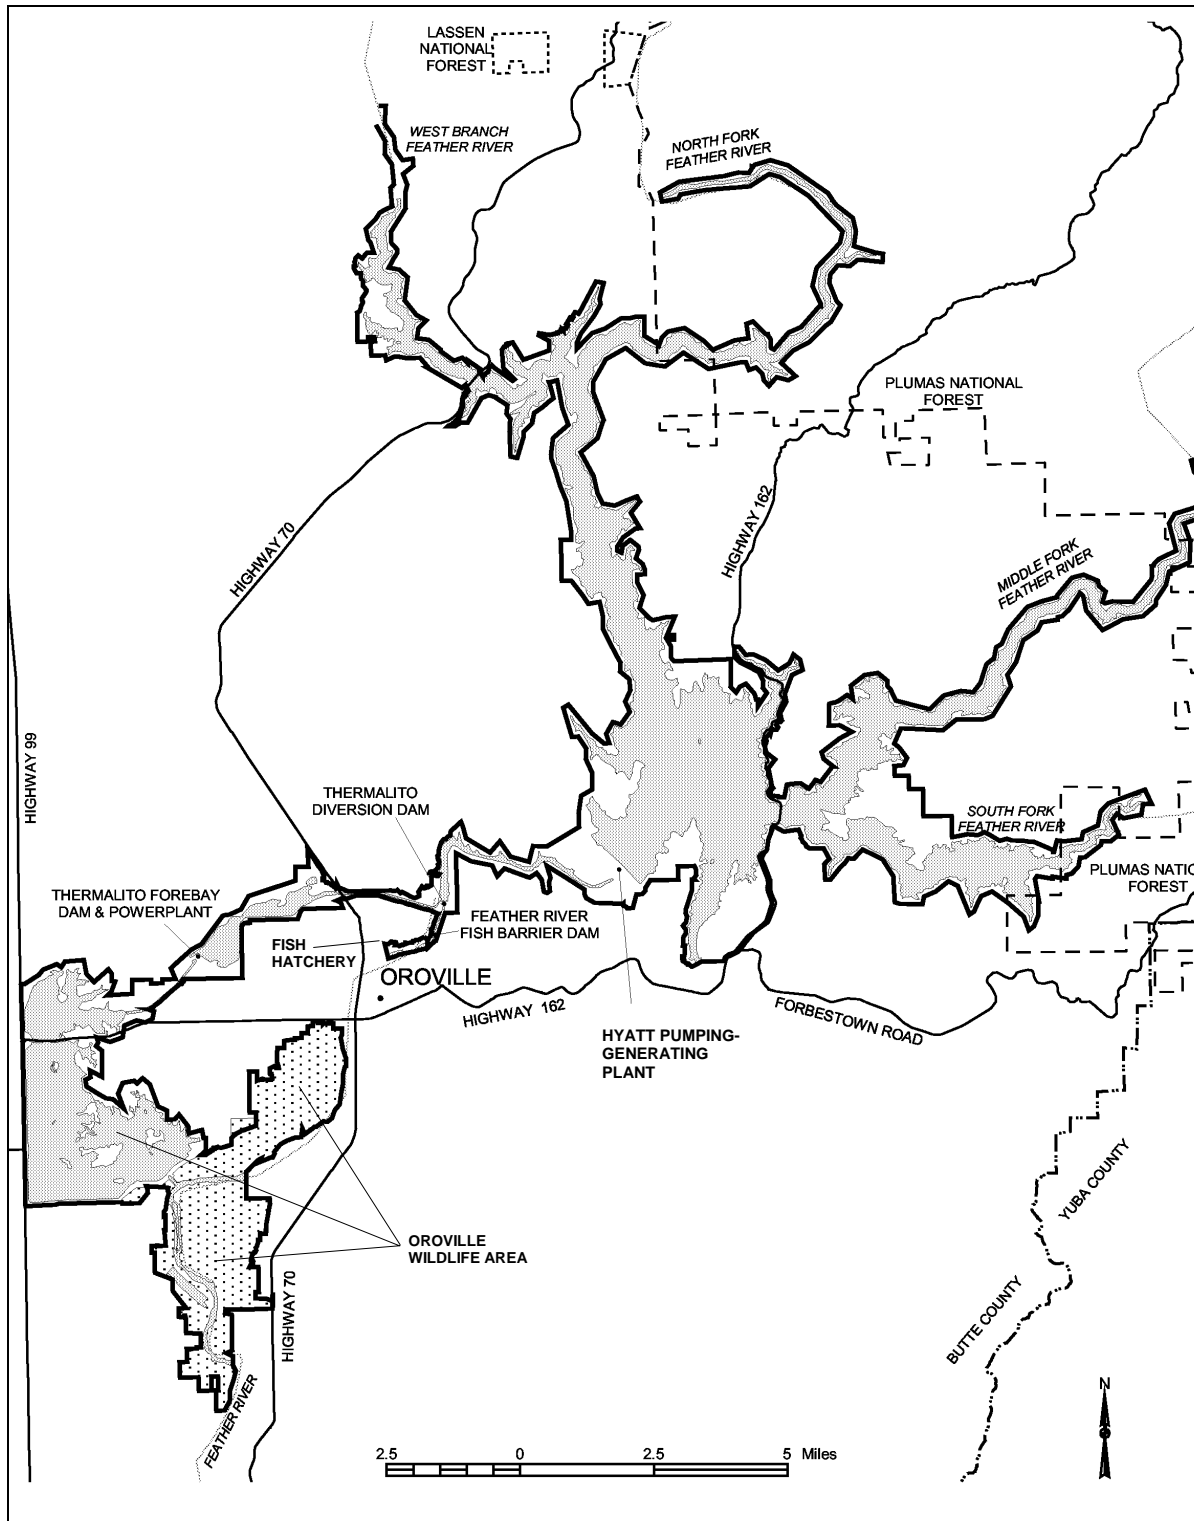 LASSEN
NATIONAL
FOREST
WEST BRANCH
FEATHER RIVER
NORTH FORK
FEATHER RIVER
PLUMAS NATIONAL
FOREST
HIGHWAY 70
HIGHWAY 162
MIDDLE FORK
FEATHER RIVER
HIGHWAY 99
THERMALITO
DIVERSION DAM
SOUTH FORK
FEATHER RIVER
THERMALITO FOREBAY
DAM & POWERPLANT
PLUMAS NATIO
FOREST
FEATHER RIVER
FISH BARRIER DAM
FISH
HATCHERY
OROVILLE
HIGHWAY 162
FORBESTOWN ROAD
HYATT PUMPING-
GENERATING
PLANT
YUBA COUNTY
OROVILLE
WILDLIFE AREA
BUTTE COUNTY
HIGHWAY 70
FEATHER RIVER
N
2.5 0 2.5 5 Miles